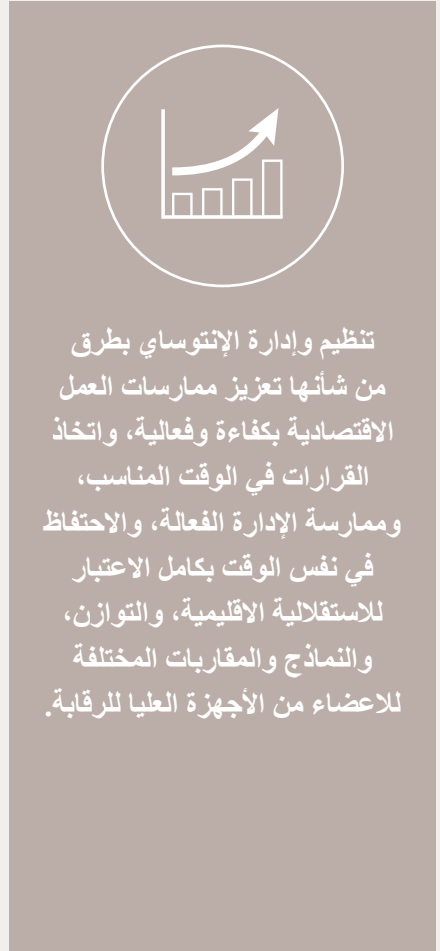 تنظيم وإدارة الإنتوساي بطرق
من شأنها تعزيز ممارسات العمل
الاقتصادية بكفاءة وفعالية، واتخاذ
القرارات في الوقت المناسب،
وممارسة الإدارة الفعالة، والاحتفاظ
في نفس الوقت بكامل الاعتبار
للاستقلالية الاقليمية، والتوازن،
والنماذج والمقاربات المختلفة
للاعضاء من الأجهزة العليا للرقابة.